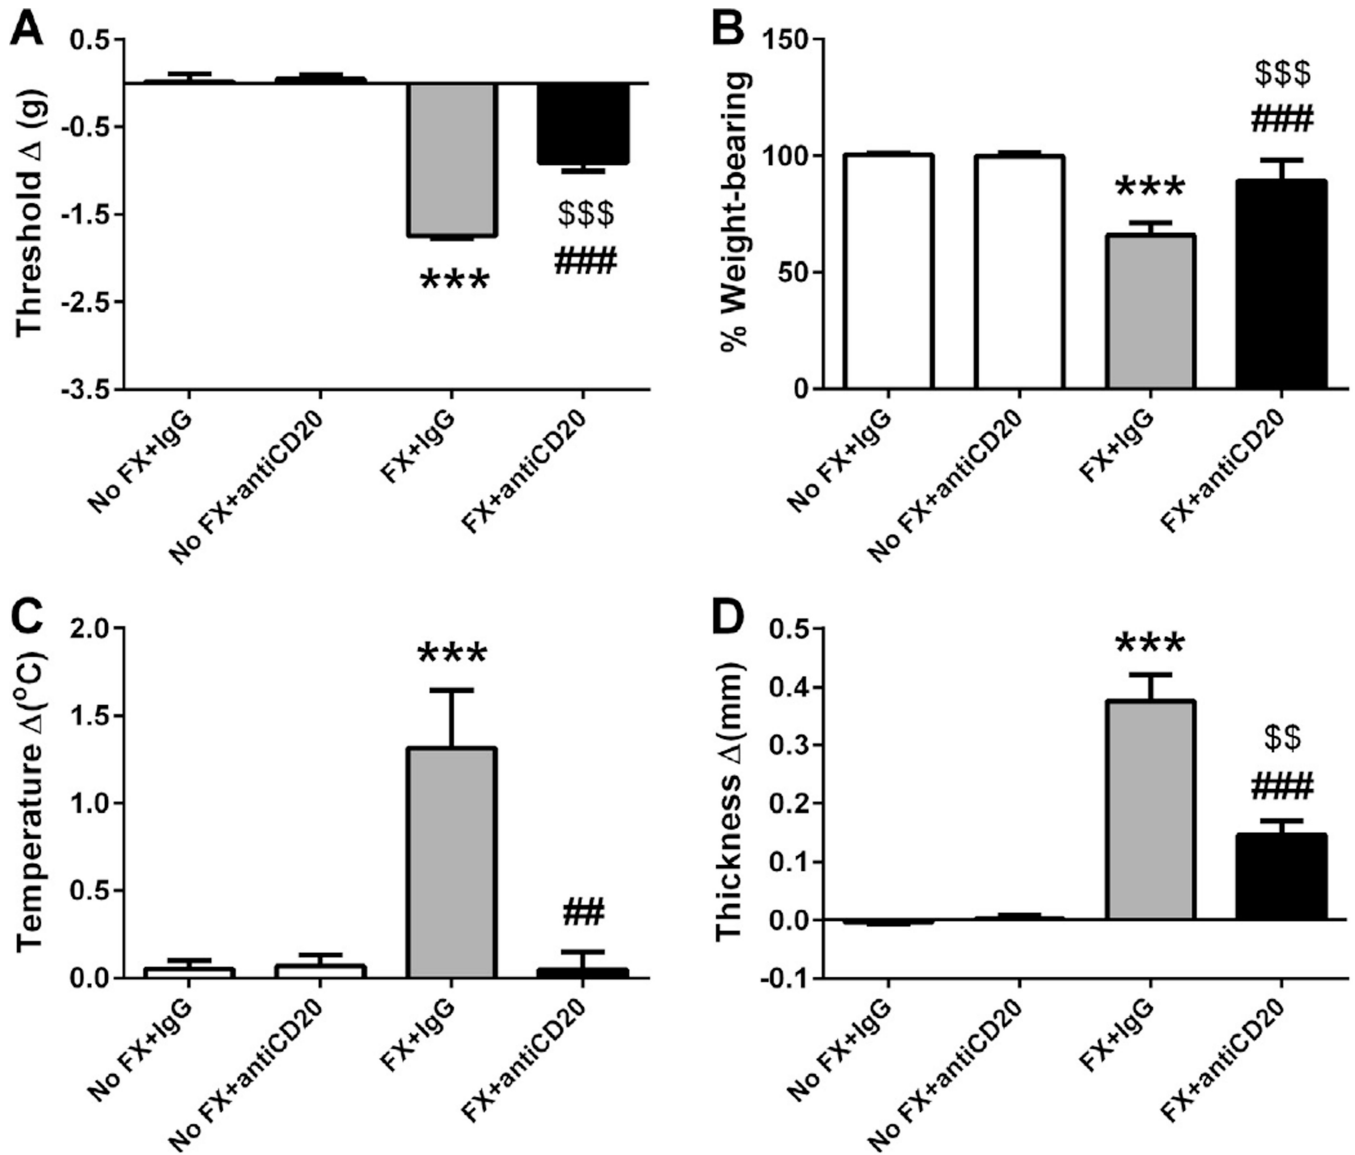 A
Threshold Δ (g)
0.5
-0.5
-1.5
-2.5
-3.5
***
$$$
###
No FX+IgG
No FX+antiCD20
FX+IgG
FX+antiCD20
B
% Weight-bearing
150
100
50
0
***
$$$
###
No FX+IgG
No FX+antiCD20
FX+IgG
FX+antiCD20
C
Temperature Δ(°C)
2.0
1.5
1.0
0.5
0.0
***
##
No FX+IgG
No FX+antiCD20
FX+IgG
FX+antiCD20
D
Thickness Δ(mm)
0.5
0.4
0.3
0.2
0.1
0.0
-0.1
***
$$
###
No FX+IgG
No FX+antiCD20
FX+IgG
FX+antiCD20